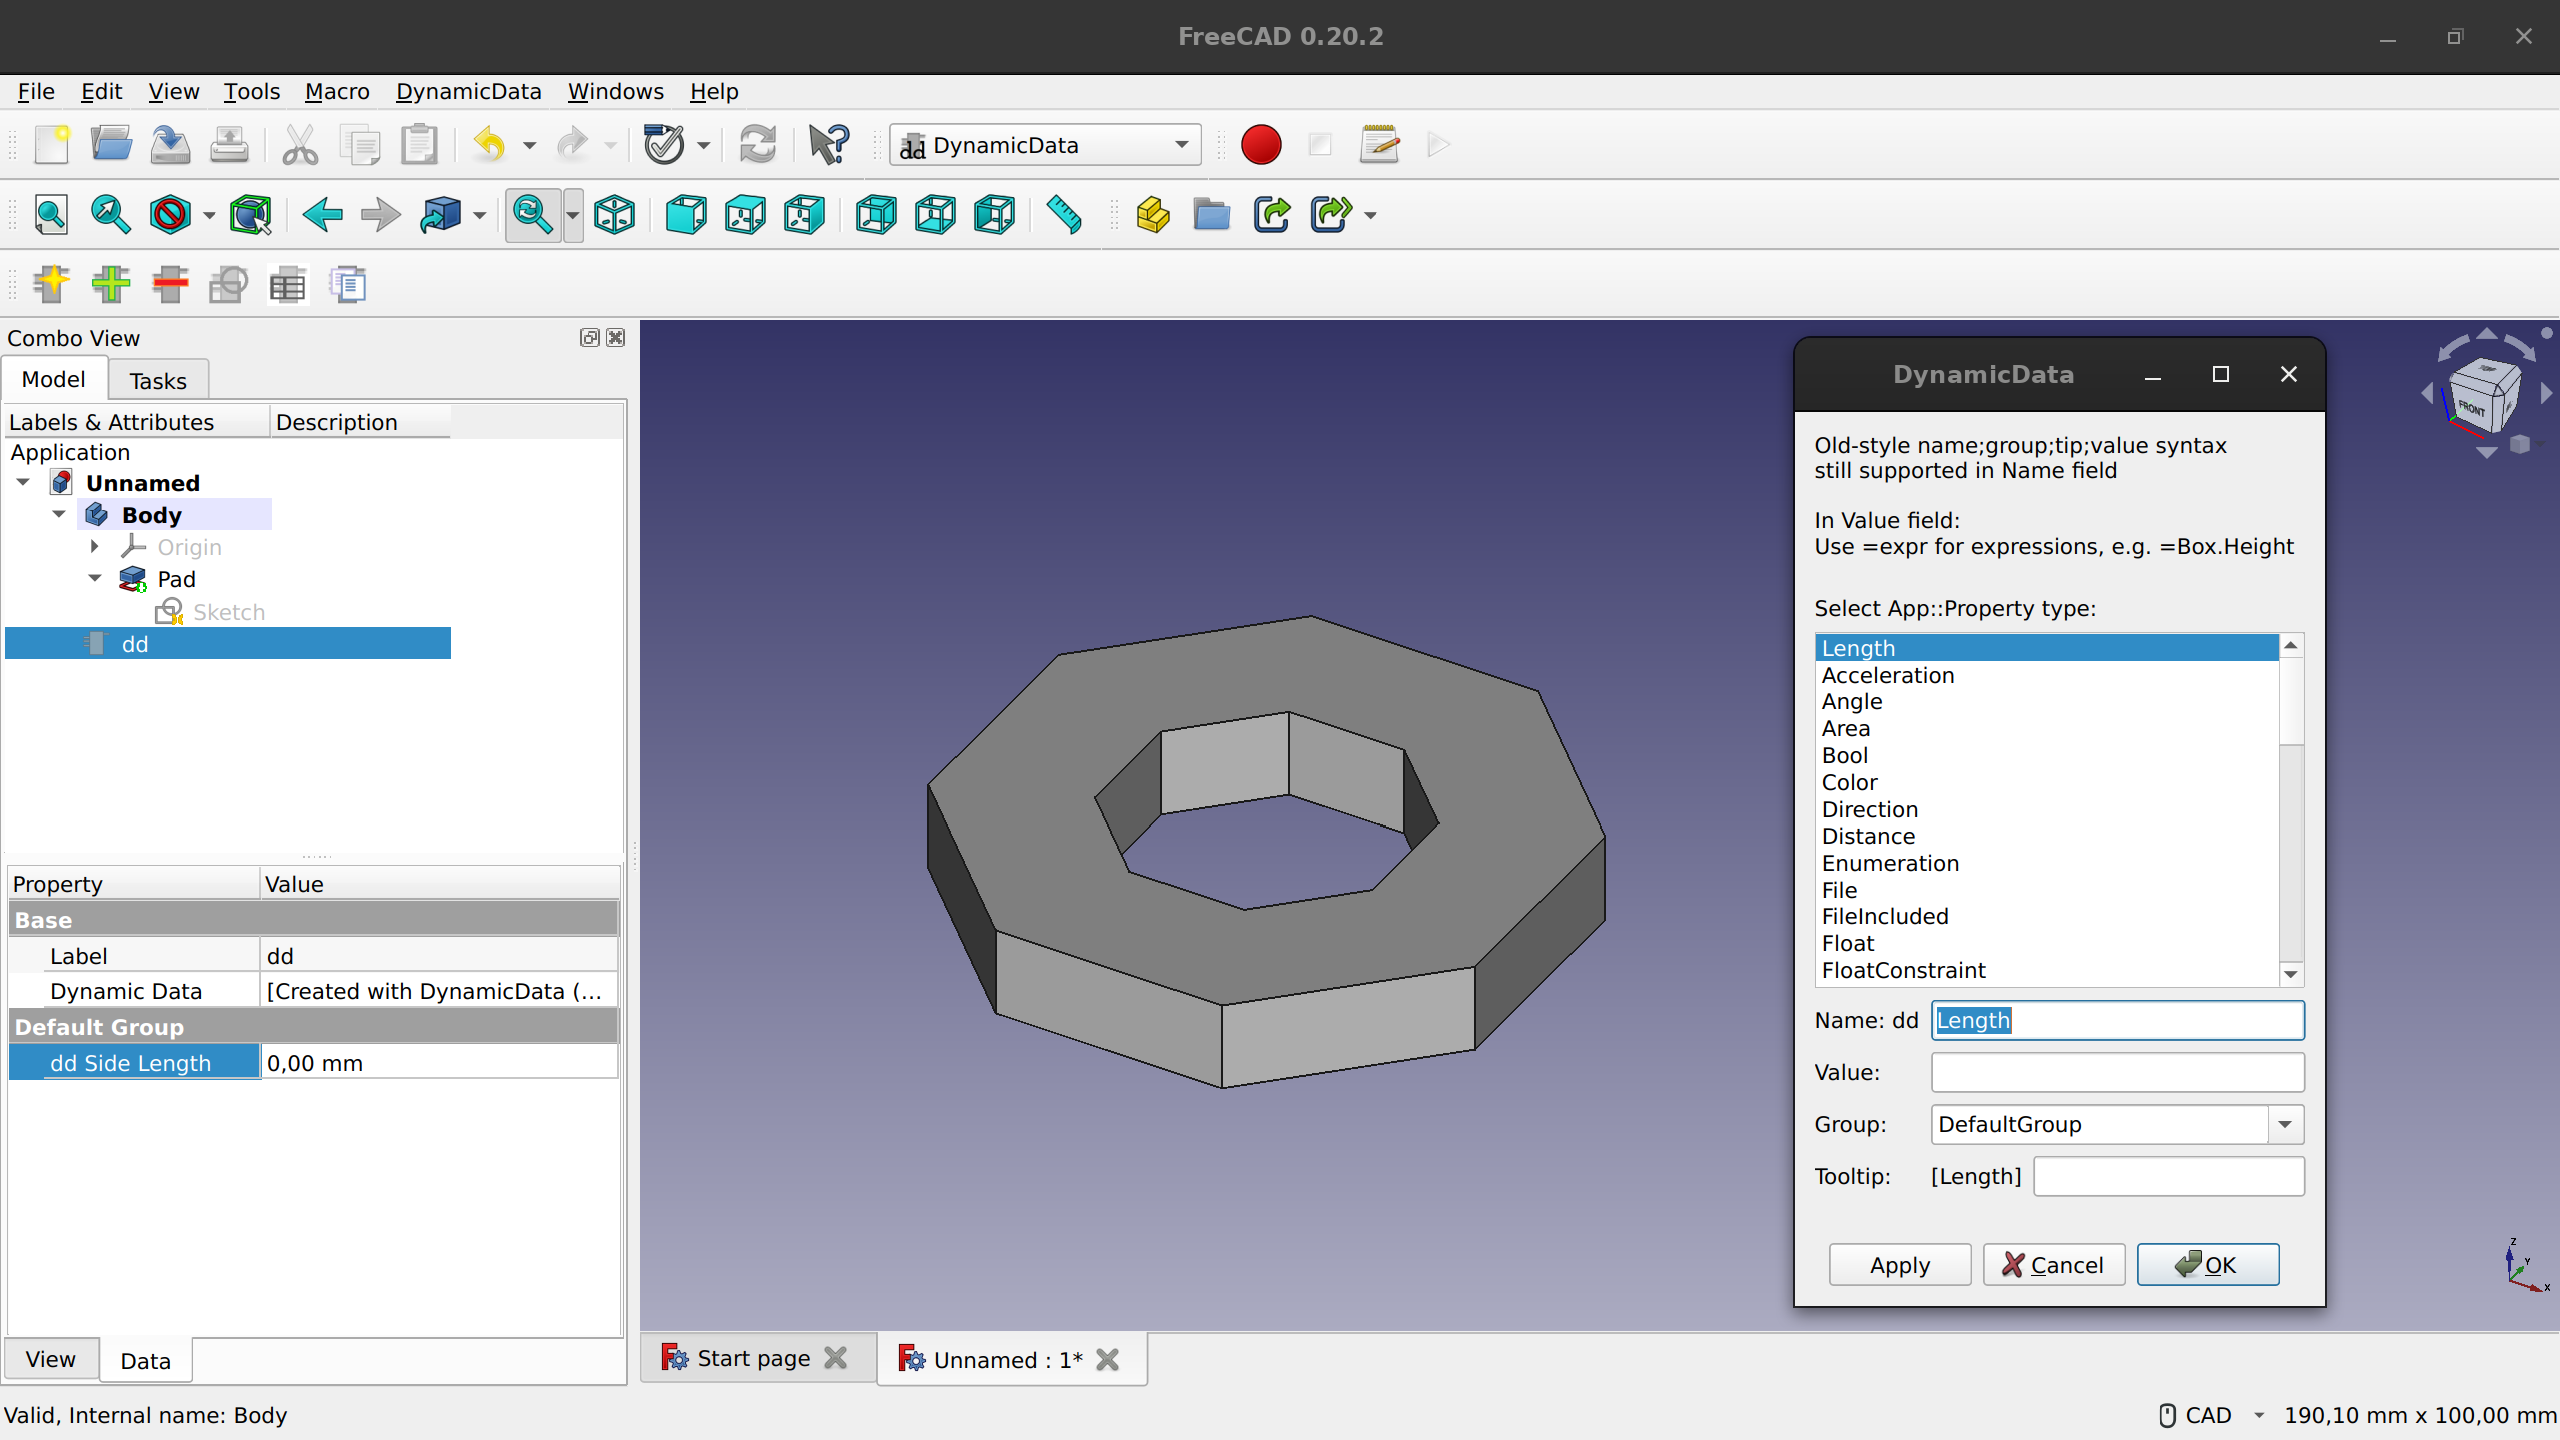 FreeCAD 0.20.2
File Edit View Tools Macro DynamicData Windows Help
dd DynamicData
Combo View
Model Tasks
Labels & Attributes Description
Application
Unnamed
Body
Origin
Pad
Sketch
dd
Property Value
Base
Label dd
Dynamic Data [Created with DynamicData (...
Default Group
dd Side Length 0,00 mm
View Data
Valid, Internal name: Body
TOP
FRONT
DynamicData
Old-style name;group;tip;value syntax
still supported in Name field
In Value field:
Use =expr for expressions, e.g. =Box.Height
Select App::Property type:
Length
Acceleration
Angle
Area
Bool
Color
Direction
Distance
Enumeration
File
FileIncluded
Float
FloatConstraint
Name: dd Length
Value:
Group: DefaultGroup
Tooltip: [Length]
Apply Cancel OK
Z
Y
X
Start page Unnamed : 1*
CAD 190,10 mm x 100,00 mm